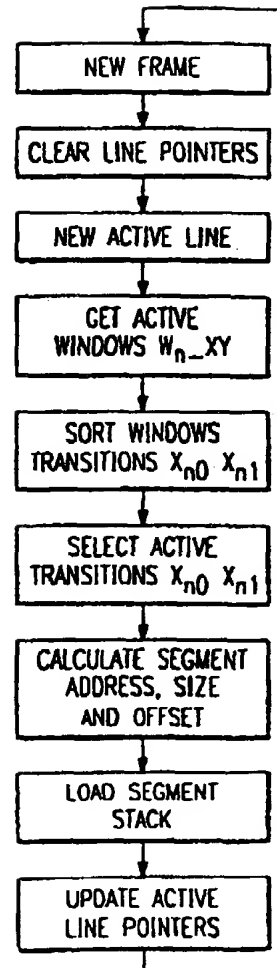 NEW FRAME
CLEAR LINE POINTERS
NEW ACTIVE LINE
GET ACTIVE
WINDOWS Wn_XY
SORT WINDOWS
TRANSITIONS Xn0 Xn1
SELECT ACTIVE
TRANSITIONS Xn0 Xn1
CALCULATE SEGMENT
ADDRESS, SIZE
AND OFFSET
LOAD SEGMENT
STACK
UPDATE ACTIVE
LINE POINTERS